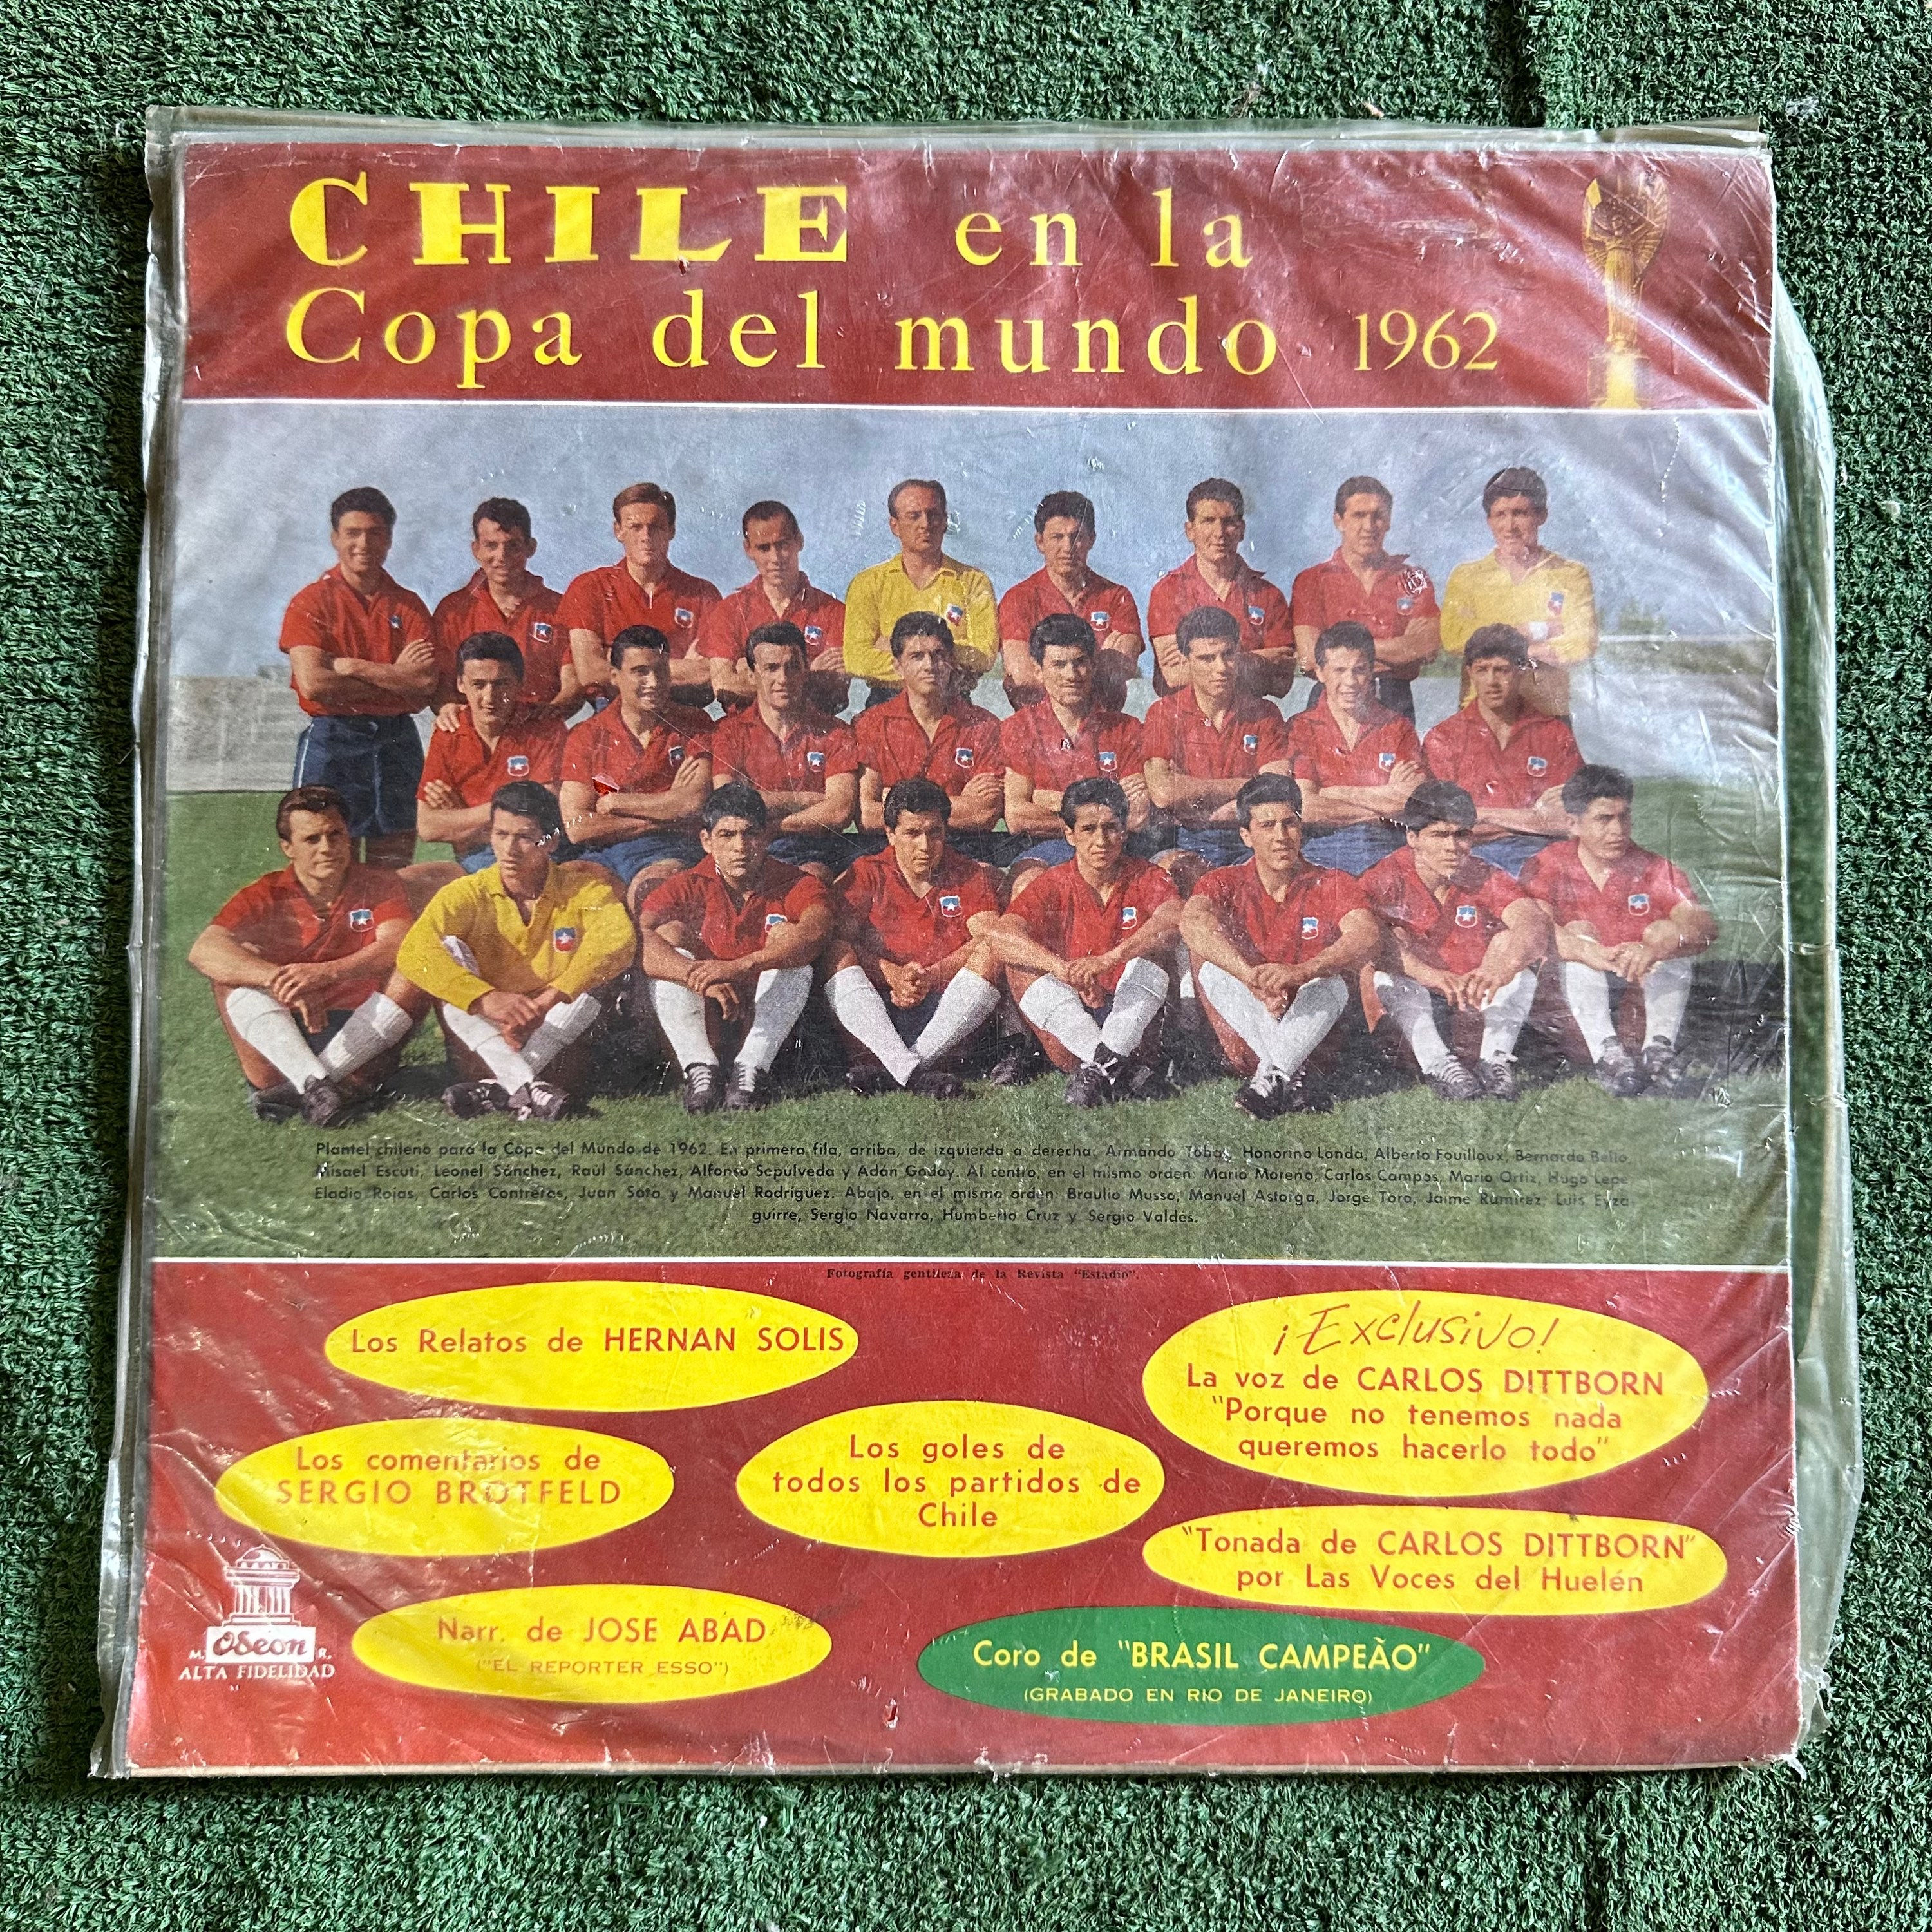 CHILE en la
Copa del mundo 1962
Plantel chileno para la Copa del Mundo de 1962. En primera fila, arriba, de izquierda a derecha: Armando Tobar, Honorino Landa, Alberto Fouilloux, Bernardo Bello
Misael Escuti, Leonel Sánchez, Raúl Sánchez, Alfonso Sepúlveda y Adán Godoy. Al centro, en el mismo orden: Mario Moreno, Carlos Campos, Mario Ortiz, Hugo Lepe
Eladio Rojas, Carlos Contreras, Juan Soto y Manuel Rodríguez. Abajo, en el mismo orden: Braulio Musso, Manuel Astorga, Jorge Toro, Jaime Ramírez, Luis Eyza
guirre, Sergio Navarro, Humberto Cruz y Sergio Valdés.
Fotografía gentileza de la Revista "Estadio".
Los Relatos de HERNAN SOLIS
¡Exclusivo!
La voz de CARLOS DITTBORN
"Porque no tenemos nada
queremos hacerlo todo"
Los comentarios de
SERGIO BROTFELD
Los goles de
todos los partidos de
Chile
"Tonada de CARLOS DITTBORN"
por Las Voces del Huelén
Narr. de JOSE ABAD
("EL REPORTER ESSO")
Coro de "BRASIL CAMPEÃO"
(GRABADO EN RIO DE JANEIRO)
M. Odeon R.
ALTA FIDELIDAD